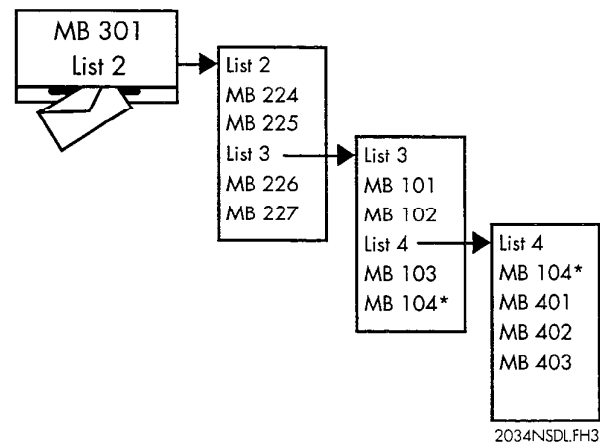 MB 301
List 2
List 2
MB 224
MB 225
List 3
MB 226
MB 227
List 3
MB 101
MB 102
List 4
MB 103
MB 104*
List 4
MB 104*
MB 401
MB 402
MB 403
2034NSDL.FH3